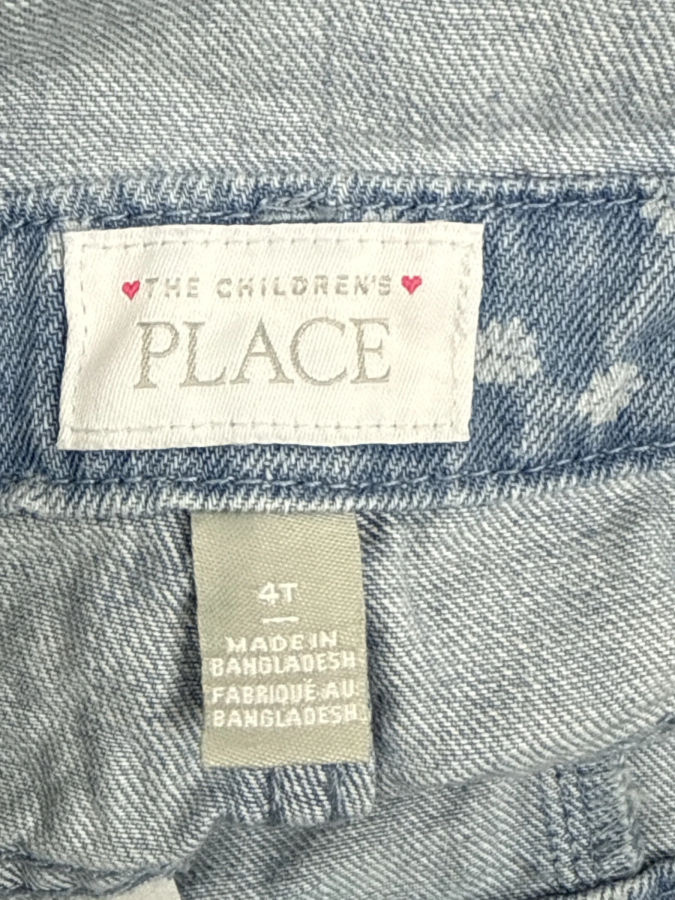 THE CHILDREN'S
PLACE
4T
MADE IN
BANGLADESH
FABRIQUÉ AU
BANGLADESH